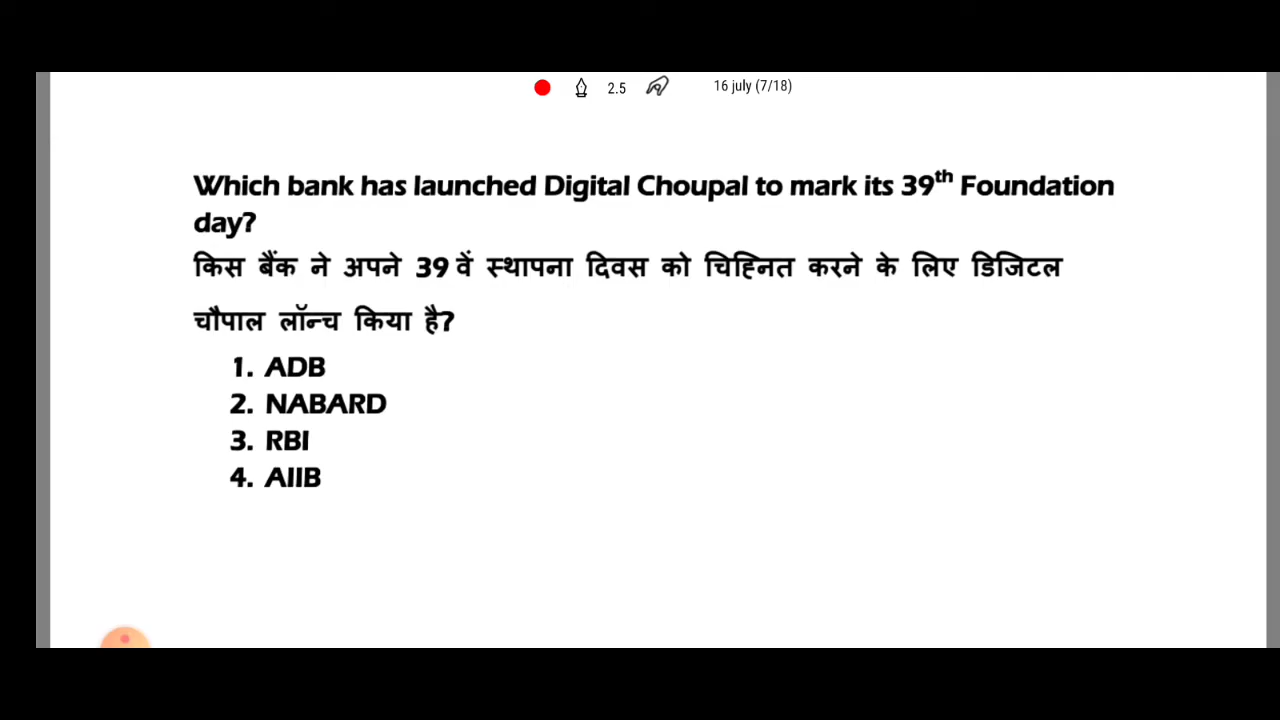 2.5 16 july (7/18)
Which bank has launched Digital Choupal to mark its 39th Foundation
day?
किस बैंक ने अपने 39 वें स्थापना दिवस को चिह्नित करने के लिए डिजिटल
चौपाल लॉन्च किया है?
1. ADB
2. NABARD
3. RBI
4. AIIB